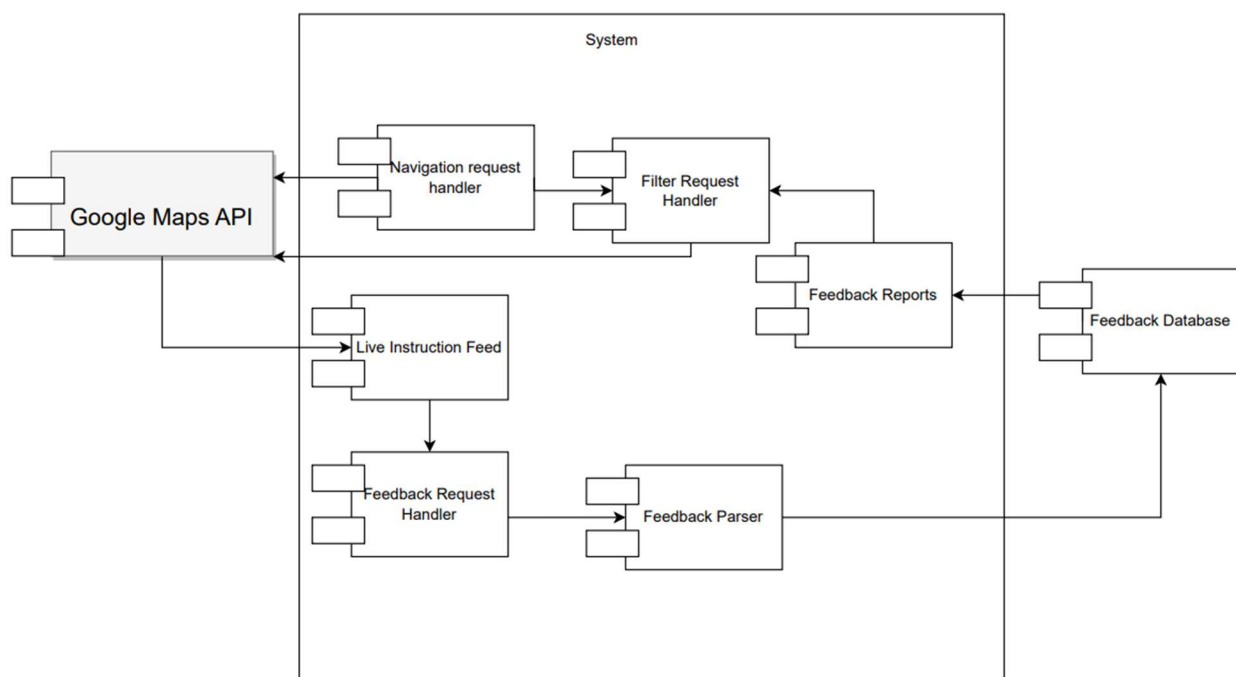 System
Navigation request
handler
Filter Request
Handler
Google Maps API
Feedback Reports
Feedback Database
Live Instruction Feed
Feedback Request
Handler
Feedback Parser